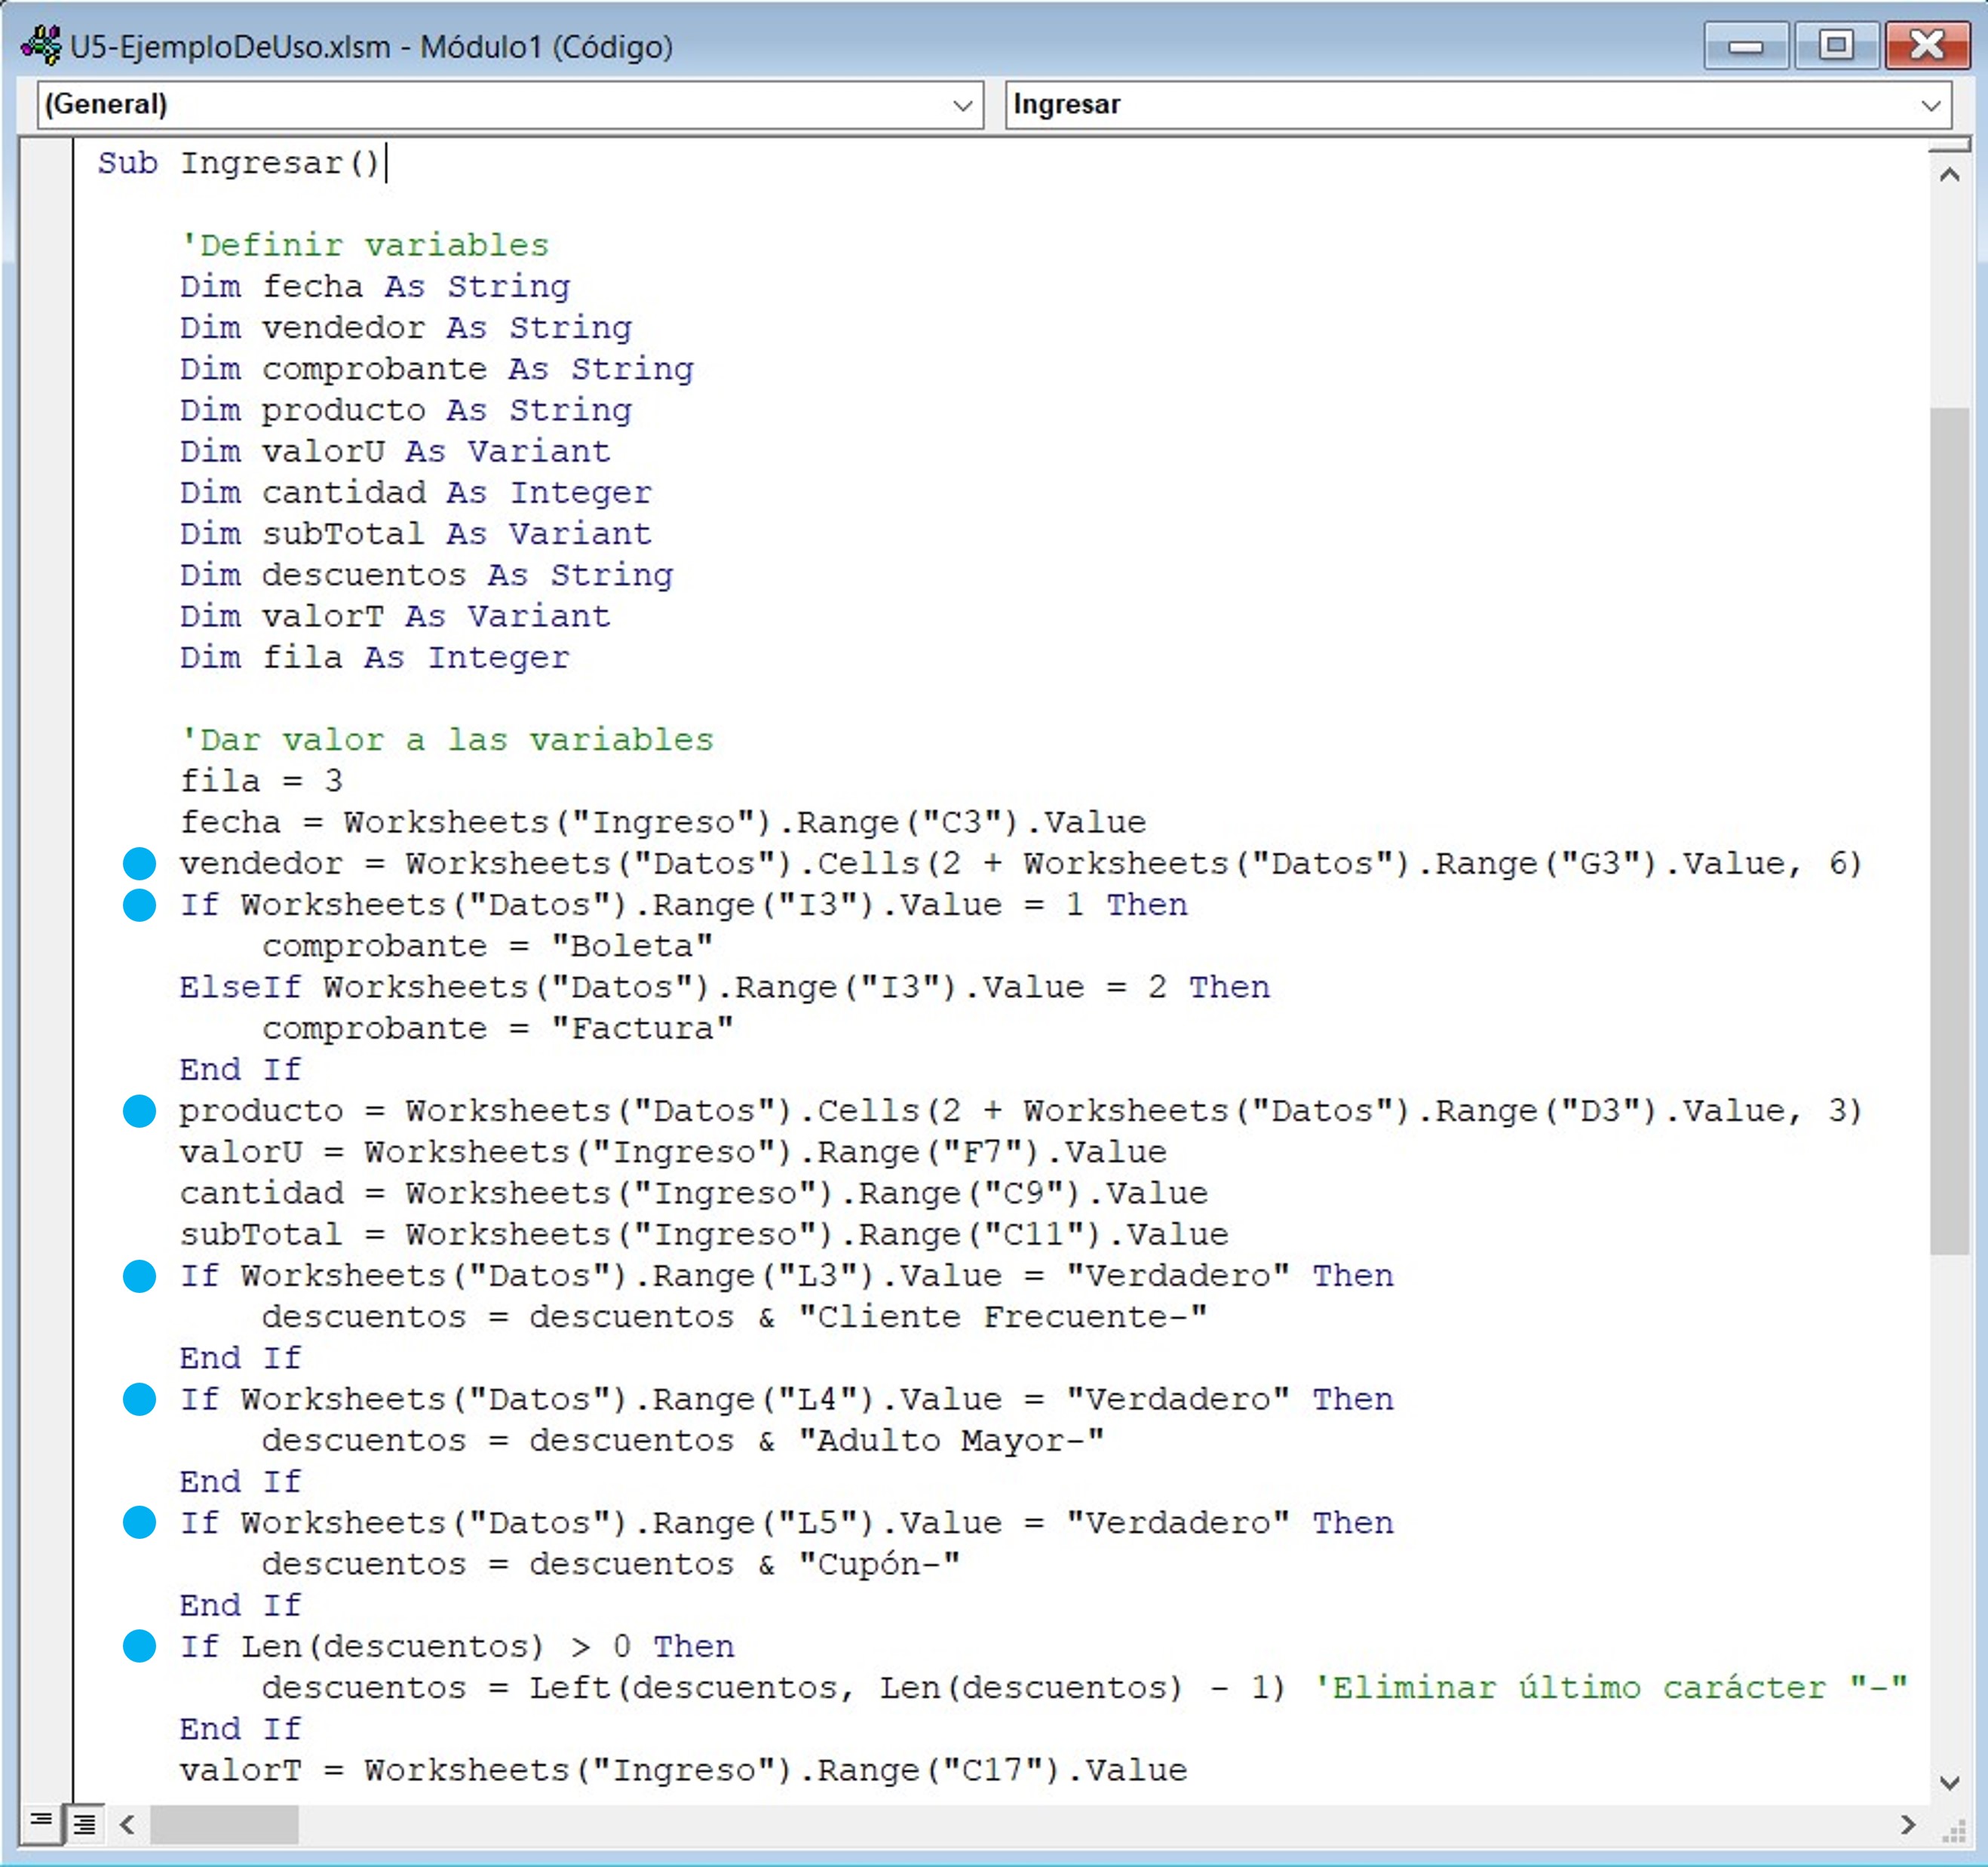 U5-EjemploDeUso.xlsm - Módulo1 (Código)
(General) Ingresar
Sub Ingresar()
'Definir variables
Dim fecha As String
Dim vendedor As String
Dim comprobante As String
Dim producto As String
Dim valorU As Variant
Dim cantidad As Integer
Dim subTotal As Variant
Dim descuentos As String
Dim valorT As Variant
Dim fila As Integer
'Dar valor a las variables
fila = 3
fecha = Worksheets("Ingreso").Range("C3").Value
vendedor = Worksheets("Datos").Cells(2 + Worksheets("Datos").Range("G3").Value, 6)
If Worksheets("Datos").Range("I3").Value = 1 Then
comprobante = "Boleta"
ElseIf Worksheets("Datos").Range("I3").Value = 2 Then
comprobante = "Factura"
End If
producto = Worksheets("Datos").Cells(2 + Worksheets("Datos").Range("D3").Value, 3)
valorU = Worksheets("Ingreso").Range("F7").Value
cantidad = Worksheets("Ingreso").Range("C9").Value
subTotal = Worksheets("Ingreso").Range("C11").Value
If Worksheets("Datos").Range("L3").Value = "Verdadero" Then
descuentos = descuentos & "Cliente Frecuente-"
End If
If Worksheets("Datos").Range("L4").Value = "Verdadero" Then
descuentos = descuentos & "Adulto Mayor-"
End If
If Worksheets("Datos").Range("L5").Value = "Verdadero" Then
descuentos = descuentos & "Cupón-"
End If
If Len(descuentos) > 0 Then
descuentos = Left(descuentos, Len(descuentos) - 1) 'Eliminar último carácter "-"
End If
valorT = Worksheets("Ingreso").Range("C17").Value